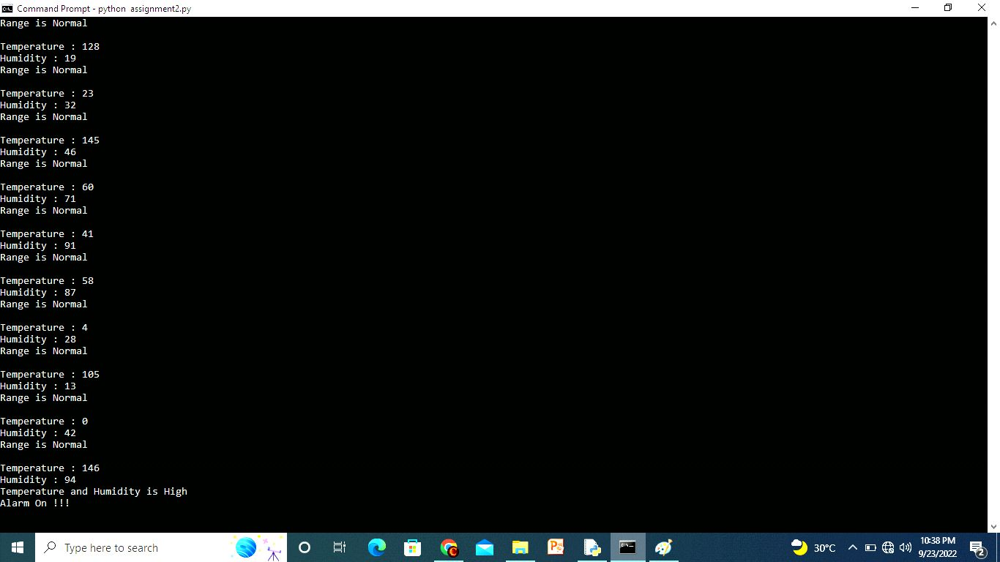 Command Prompt - python  assignment2.py
Range is Normal
Temperature : 128
Humidity : 19
Range is Normal
Temperature : 23
Humidity : 32
Range is Normal
Temperature : 145
Humidity : 46
Range is Normal
Temperature : 60
Humidity : 71
Range is Normal
Temperature : 41
Humidity : 91
Range is Normal
Temperature : 58
Humidity : 87
Range is Normal
Temperature : 4
Humidity : 28
Range is Normal
Temperature : 105
Humidity : 13
Range is Normal
Temperature : 0
Humidity : 42
Range is Normal
Temperature : 146
Humidity : 94
Temperature and Humidity is High
Alarm On !!!
Type here to search
30°C
10:38 PM
9/23/2022
2